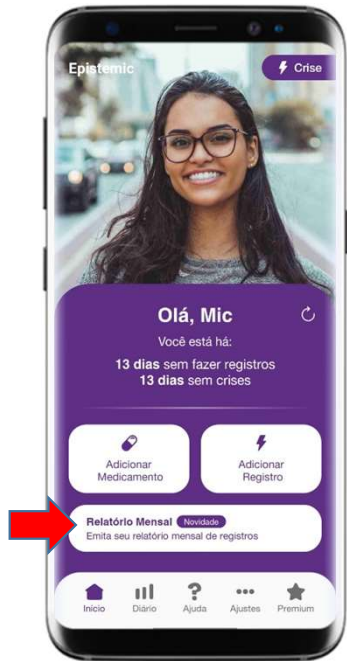 Epistemic
Crise
Olá, Mic
Você está há:
13 dias sem fazer registros
13 dias sem crises
Adicionar
Medicamento
Adicionar
Registro
Relatório Mensal Novidade
Emita seu relatório mensal de registros
Início
Diário
Ajuda
Ajustes
Premium